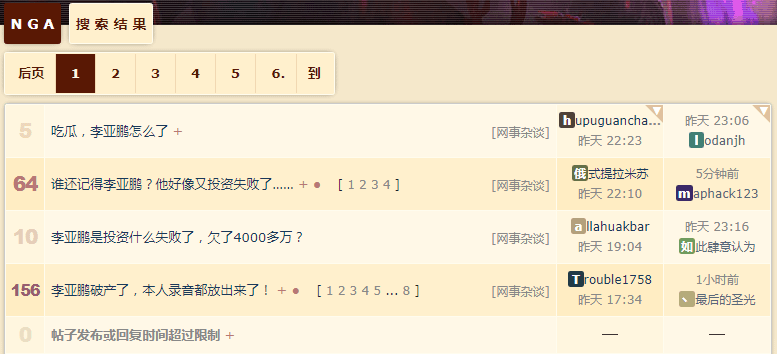 NGA 搜索结果
后页 1 2 3 4 5 6. 到
5 吃瓜，李亚鹏怎么了 + [网事杂谈] hupuguancha... 昨天 23:06
昨天 22:23 lodanjh
64 谁还记得李亚鹏？他好像又投资失败了...... + ● [ 1 2 3 4 ] [网事杂谈] 俄式提拉米苏 5分钟前
昨天 22:10 maphack123
10 李亚鹏是投资什么失败了，欠了4000多万？ [网事杂谈] allahuakbar 昨天 23:16
昨天 19:04 如此肆意认为
156 李亚鹏破产了，本人录音都放出来了！ + ● [ 1 2 3 4 5 ... 8 ] [网事杂谈] Trouble1758 1小时前
昨天 17:34 丶最后的圣光
0 帖子发布或回复时间超过限制 + — —